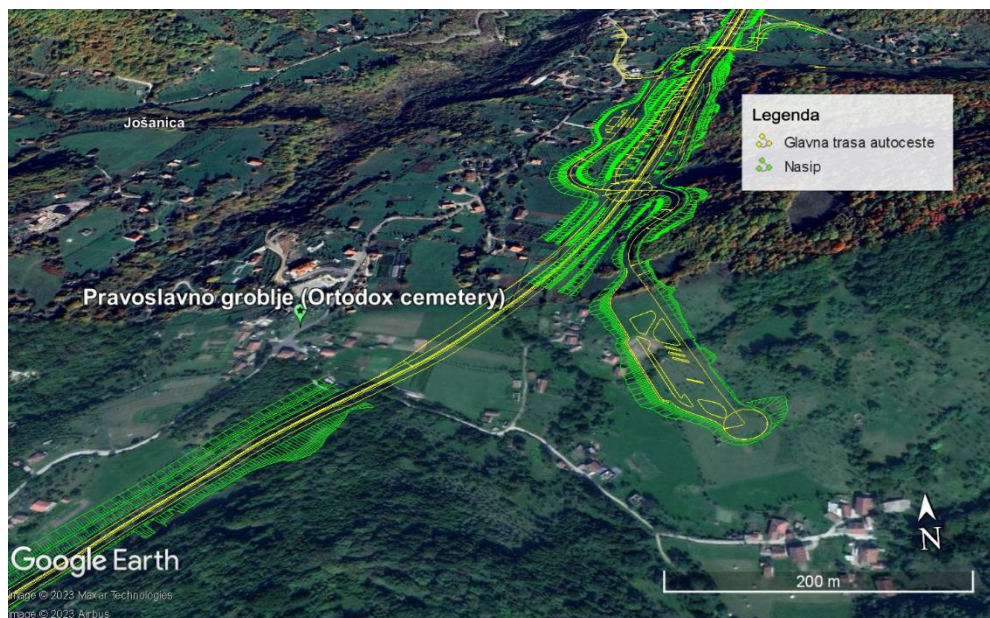 Jošanica
Legenda
Glavna trasa autoceste
Nasip
Pravoslavno groblje (Ortodox cemetery)
N
200 m
Google Earth
Image © 2023 Maxar Technologies
Image © 2023 Airbus